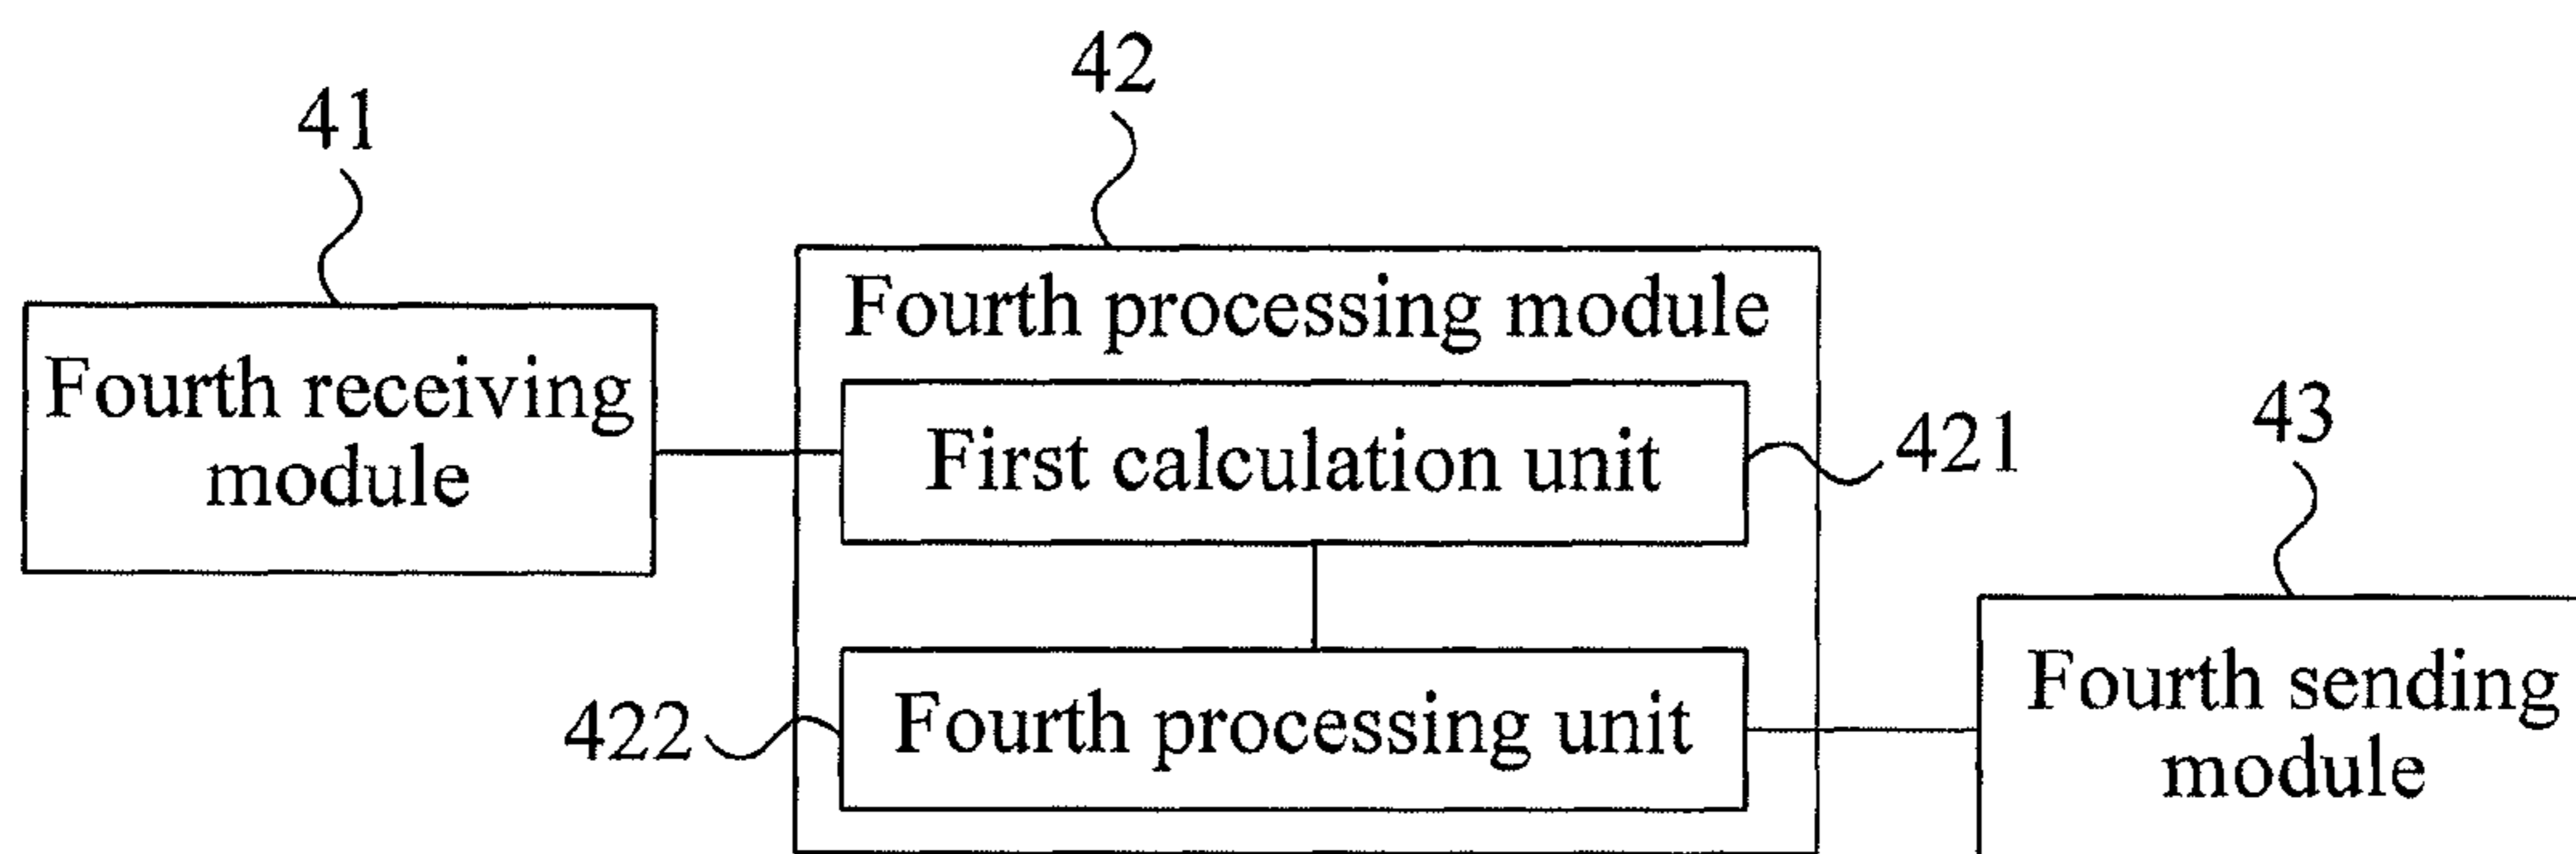 41
42
Fourth receiving
module
Fourth processing module
First calculation unit
421
422
Fourth processing unit
43
Fourth sending
module